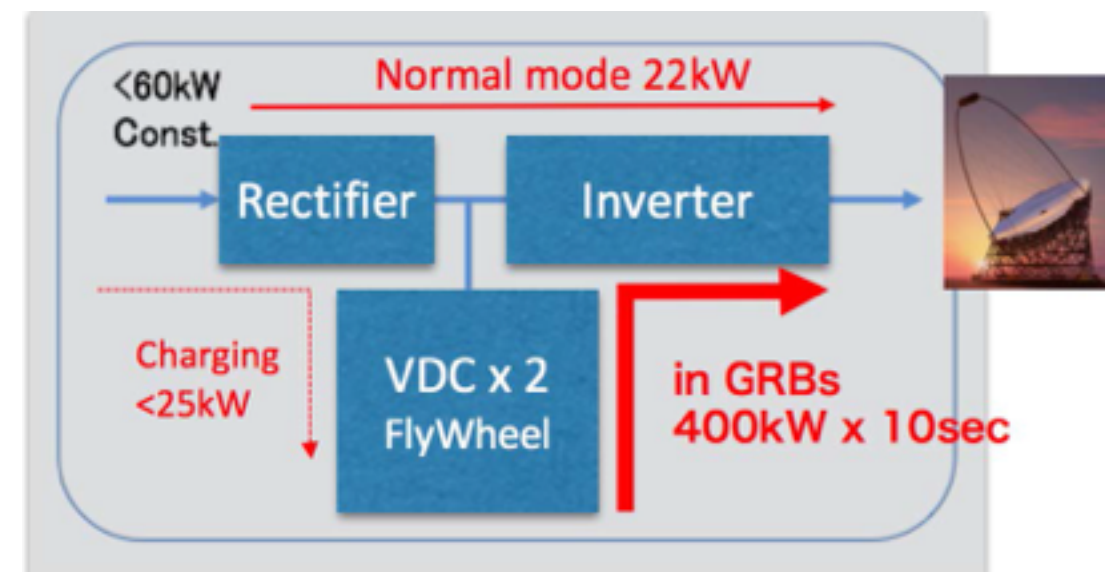 <60kW
Const.
Normal mode 22kW
Rectifier
Inverter
Charging
<25kW
VDC x 2
FlyWheel
in GRBs
400kW x 10sec